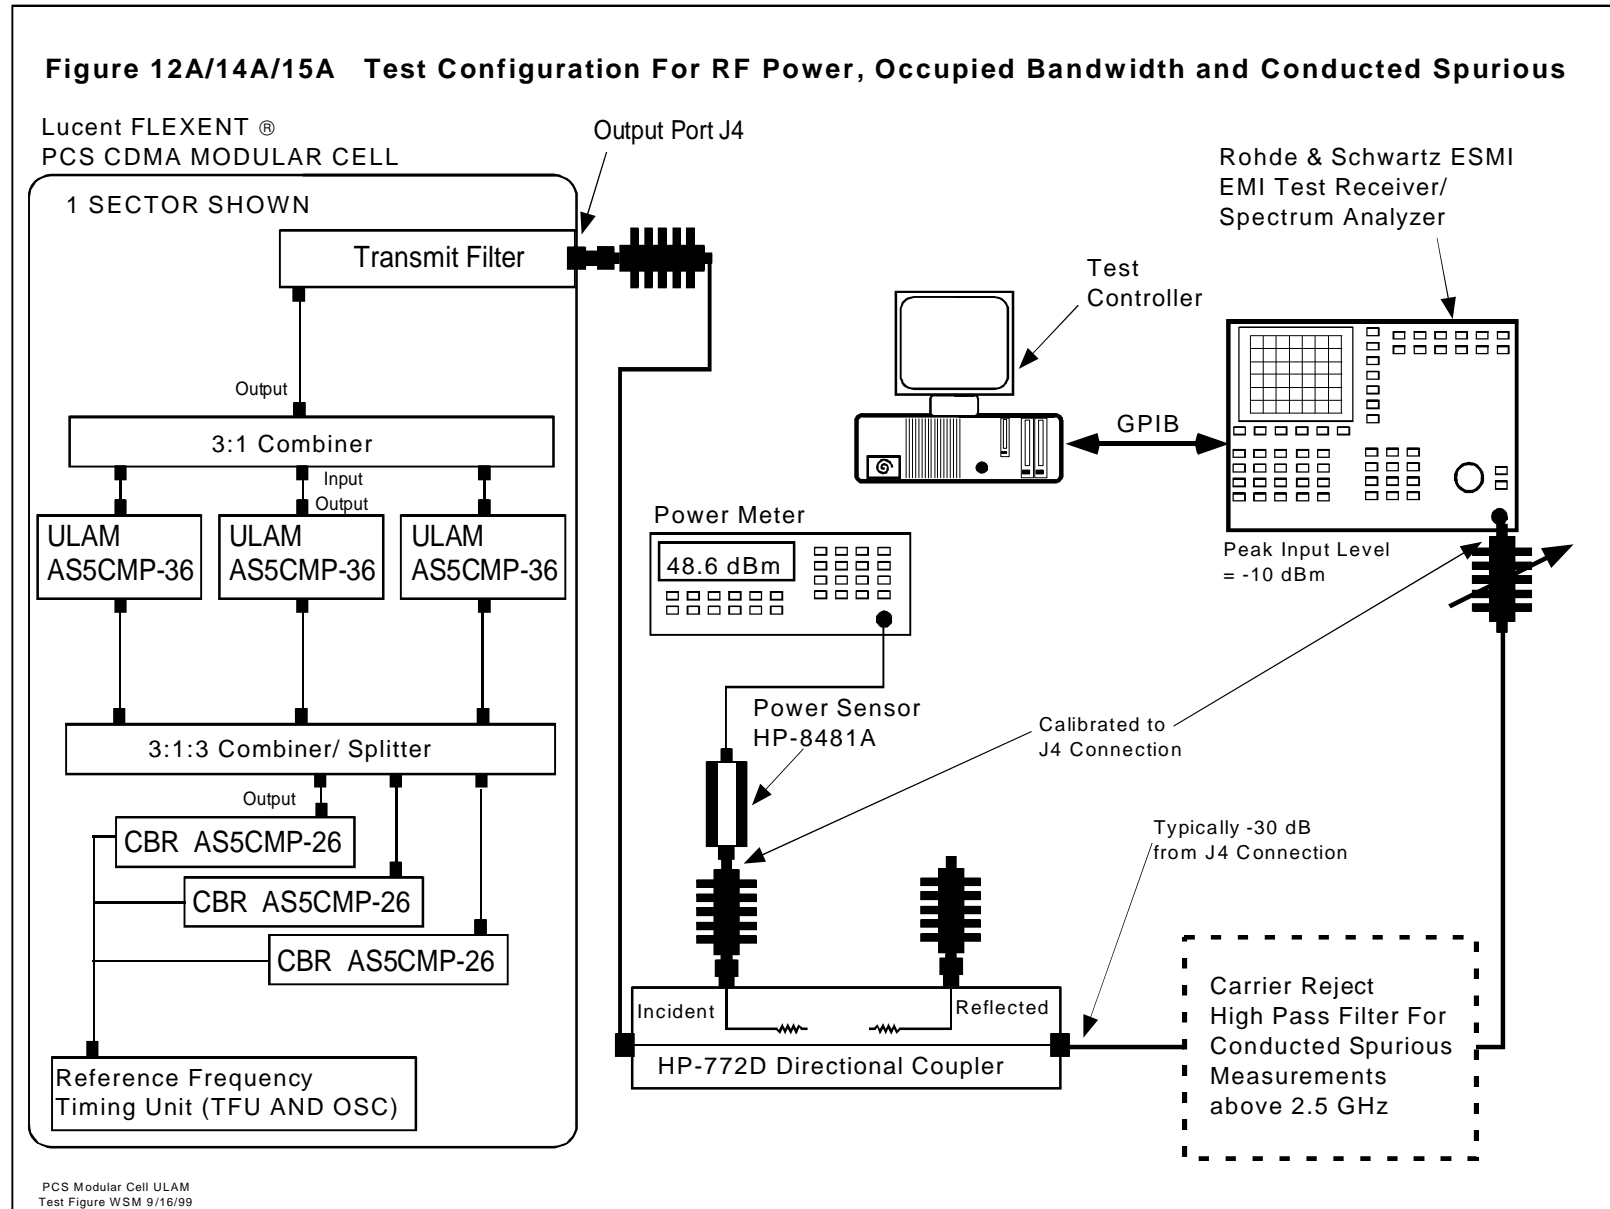 Figure 12A/14A/15A Test Configuration For RF Power, Occupied Bandwidth and Conducted Spurious
Lucent FLEXENT ®
PCS CDMA MODULAR CELL
1 SECTOR SHOWN
Output Port J4
Transmit Filter
Output
3:1 Combiner
Input
Output
ULAM
AS5CMP-36
ULAM
AS5CMP-36
ULAM
AS5CMP-36
3:1:3 Combiner/ Splitter
Output
CBR AS5CMP-26
CBR AS5CMP-26
CBR AS5CMP-26
Reference Frequency
Timing Unit (TFU AND OSC)
Rohde & Schwartz ESMI
EMI Test Receiver/
Spectrum Analyzer
Test
Controller
GPIB
Power Meter
48.6 dBm
Peak Input Level
= -10 dBm
Power Sensor
HP-8481A
Calibrated to
J4 Connection
Typically -30 dB
from J4 Connection
Incident
Reflected
HP-772D Directional Coupler
Carrier Reject
High Pass Filter For
Conducted Spurious
Measurements
above 2.5 GHz
PCS Modular Cell ULAM
Test Figure WSM 9/16/99